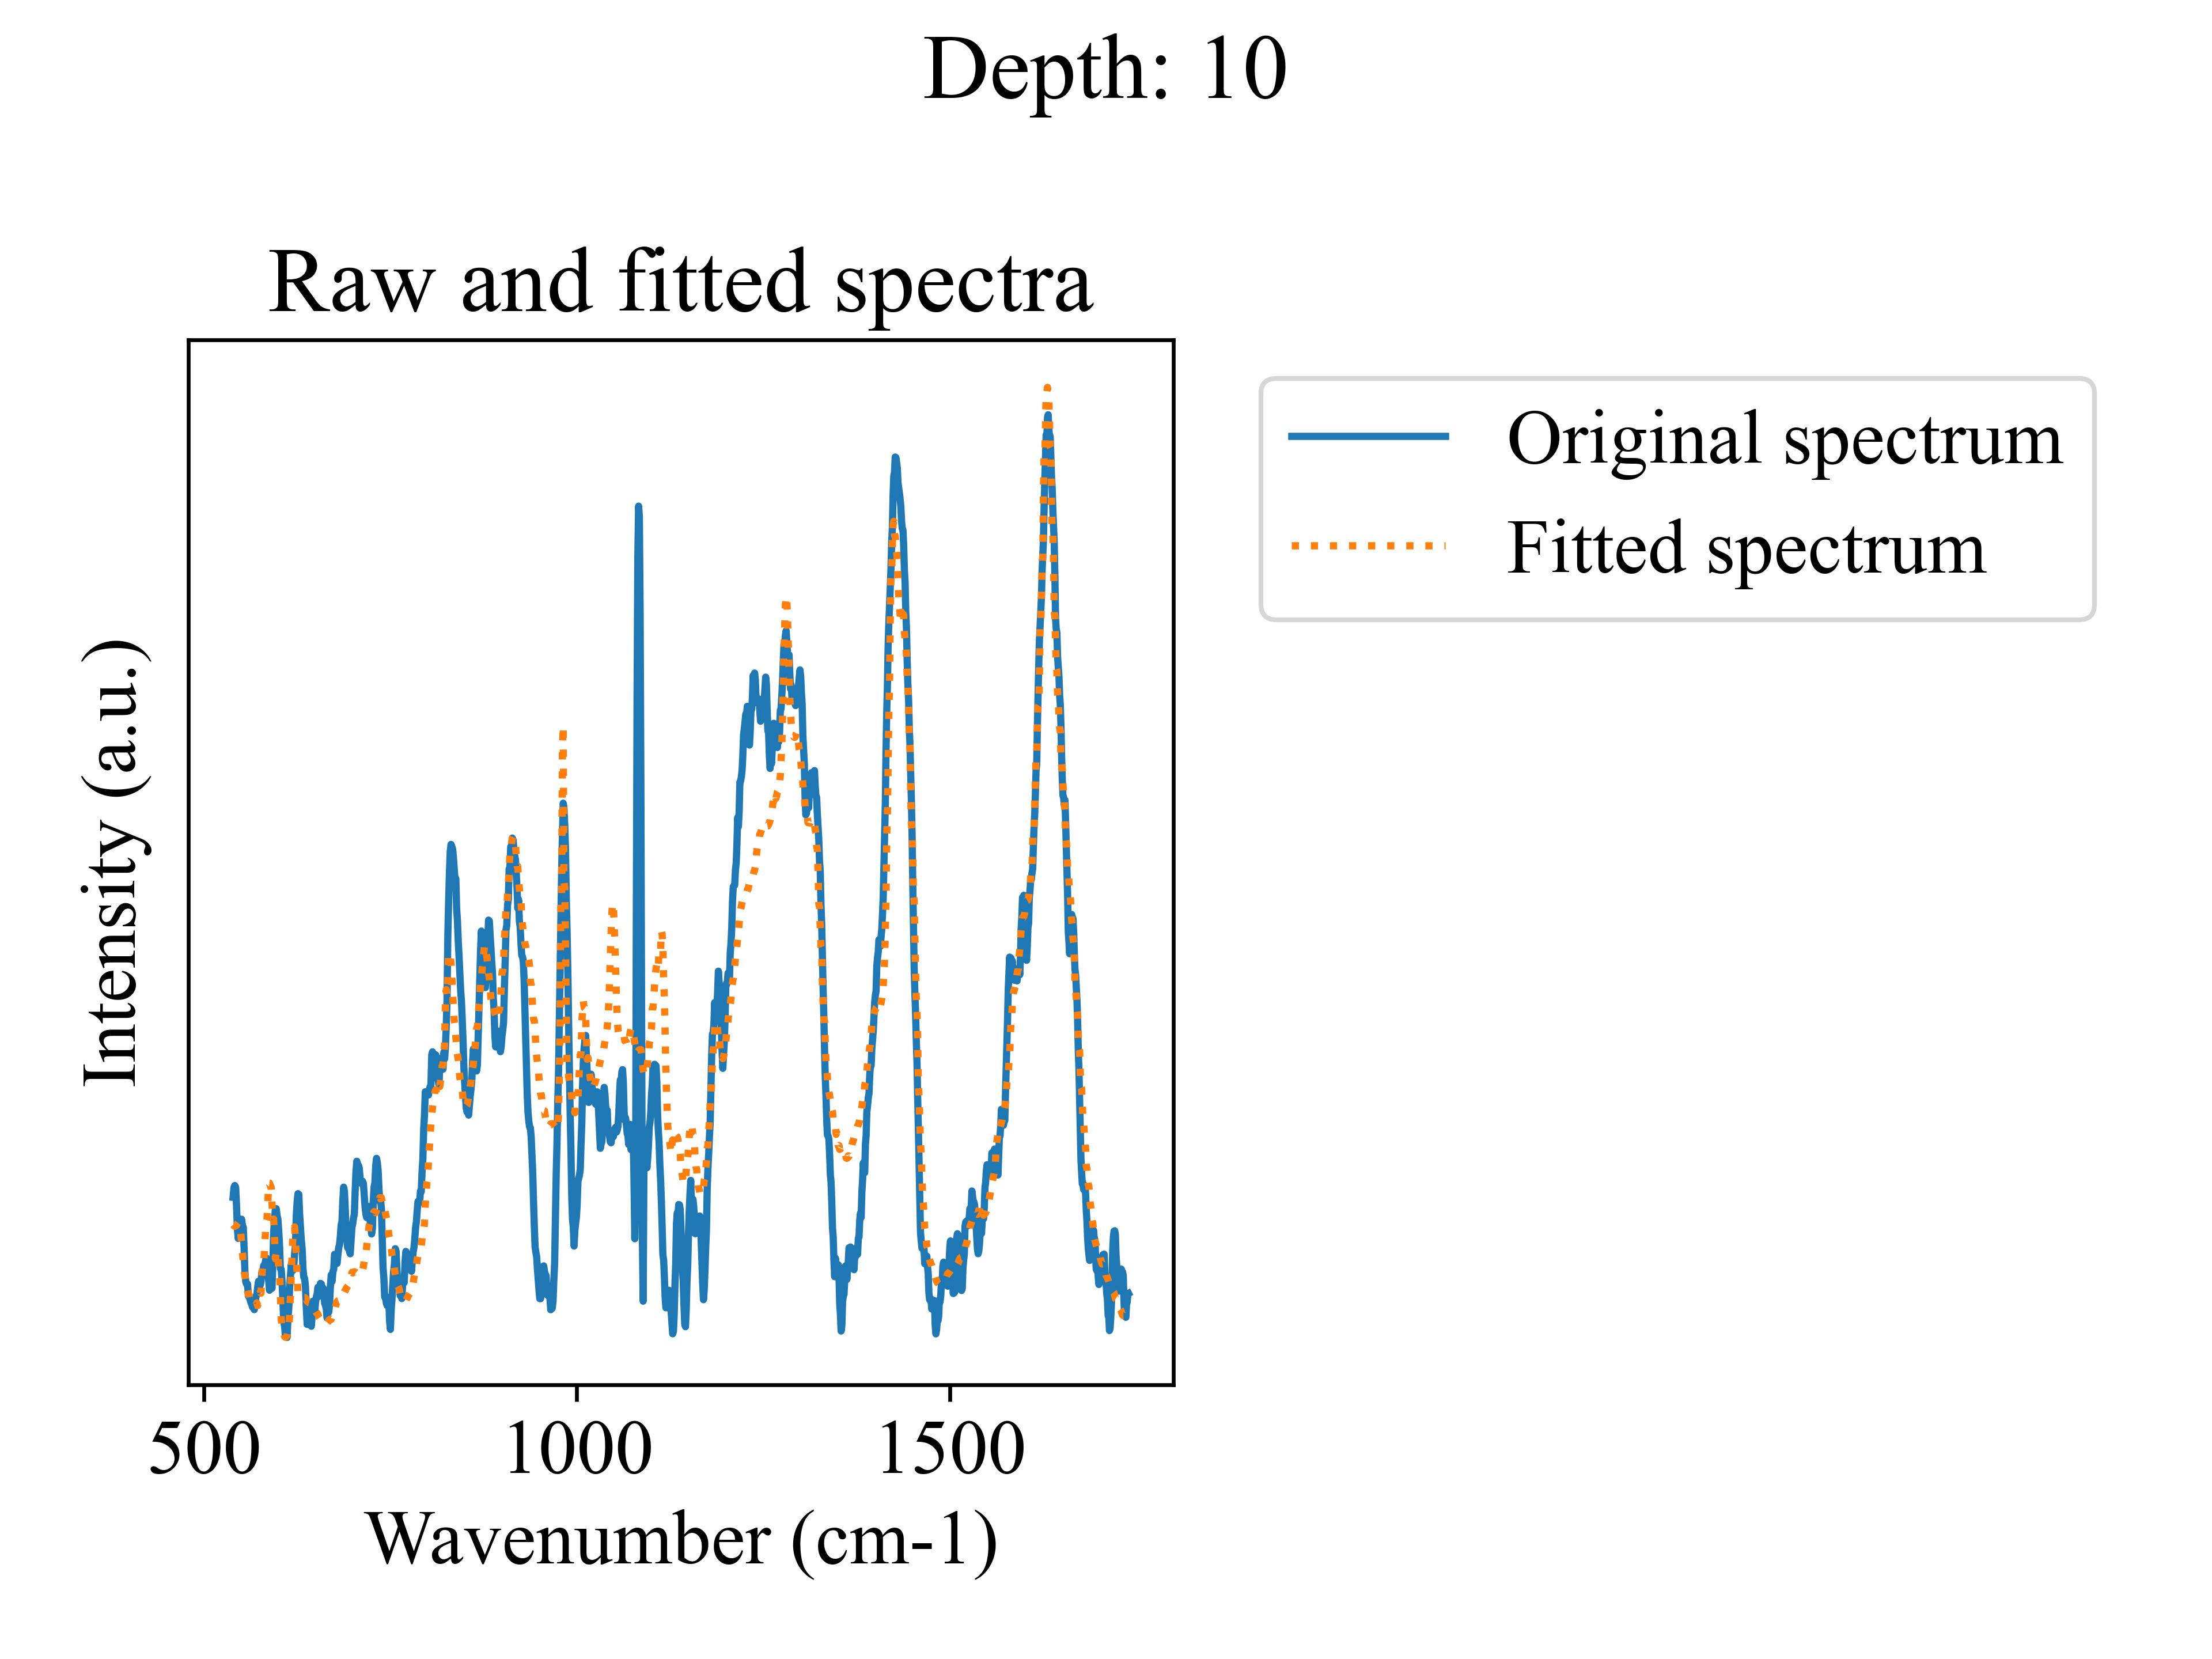 Depth: 10
Raw and fitted spectra
Original spectrum
Fitted spectrum
Intensity (a.u.)
500 1000 1500
Wavenumber (cm-1)